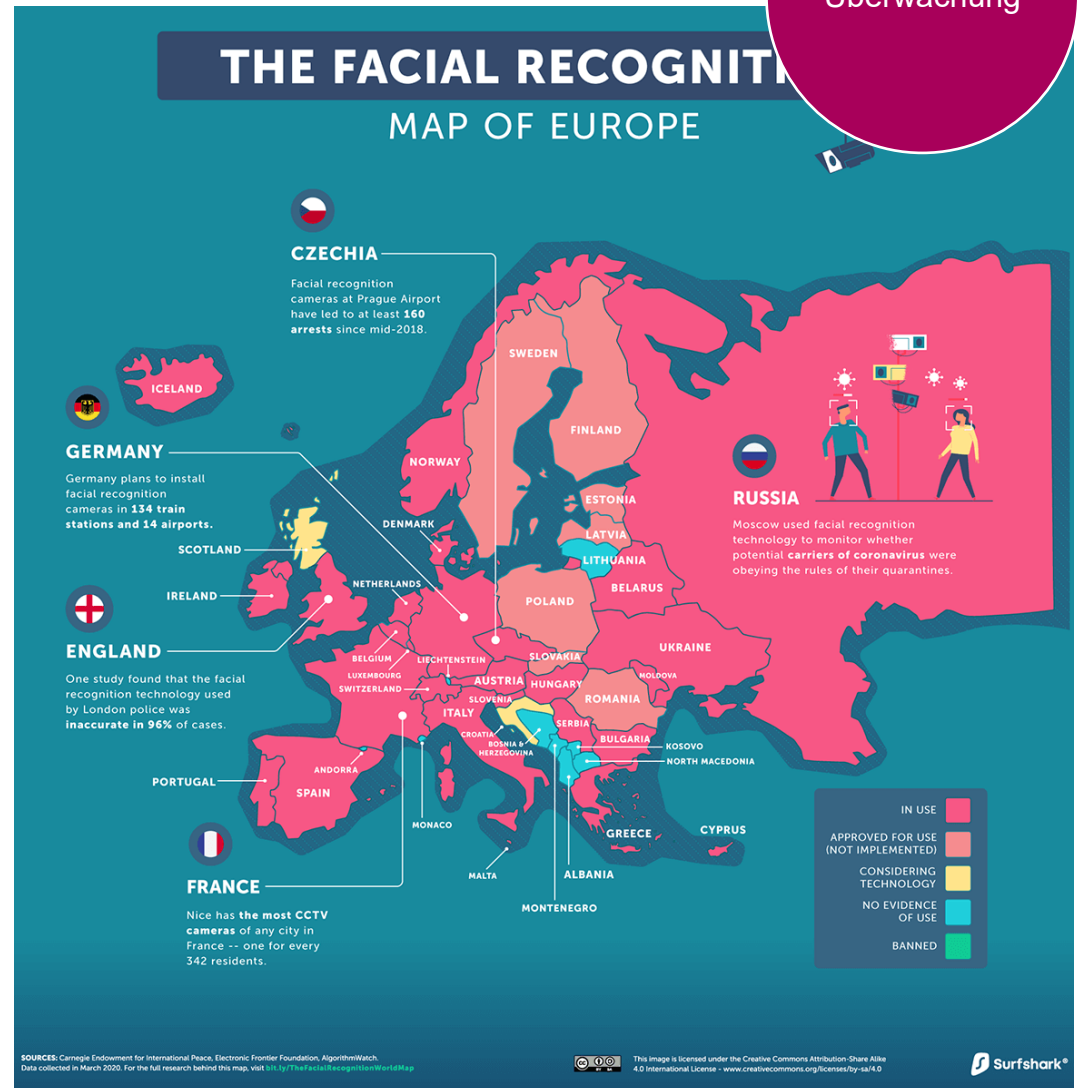 Überwachung
THE FACIAL RECOGNITI
MAP OF EUROPE
CZECHIA
Facial recognition
cameras at Prague Airport
have led to at least 160
arrests since mid-2018.
ICELAND
GERMANY
Germany plans to install
facial recognition
cameras in 134 train
stations and 14 airports.
SWEDEN
FINLAND
NORWAY
ESTONIA
DENMARK
LATVIA
SCOTLAND
LITHUANIA
RUSSIA
Moscow used facial recognition
technology to monitor whether
potential carriers of coronavirus were
obeying the rules of their quarantines.
NETHERLANDS
BELARUS
IRELAND
POLAND
ENGLAND
One study found that the facial
recognition technology used
by London police was
inaccurate in 96% of cases.
BELGIUM
LIECHTENSTEIN
SLOVAKIA
UKRAINE
LUXEMBOURG
SWITZERLAND
AUSTRIA
HUNGARY
MOLDOVA
SLOVENIA
ROMANIA
ITALY
SERBIA
CROATIA
BOSNIA &
HERZEGOVINA
BULGARIA
KOSOVO
NORTH MACEDONIA
ANDORRA
PORTUGAL
SPAIN
MONACO
GREECE
CYPRUS
MALTA
ALBANIA
MONTENEGRO
FRANCE
Nice has the most CCTV
cameras of any city in
France -- one for every
342 residents.
IN USE
APPROVED FOR USE
(NOT IMPLEMENTED)
CONSIDERING
TECHNOLOGY
NO EVIDENCE
OF USE
BANNED
SOURCES: Carnegie Endowment for International Peace, Electronic Frontier Foundation, AlgorithmWatch.
Data collected in March 2020. For the full research behind this map, visit bit.ly/TheFacialRecognitionWorldMap
cc BY SA
This image is licensed under the Creative Commons Attribution-Share Alike
4.0 International License - www.creativecommons.org/licenses/by-sa/4.0
Surfshark®